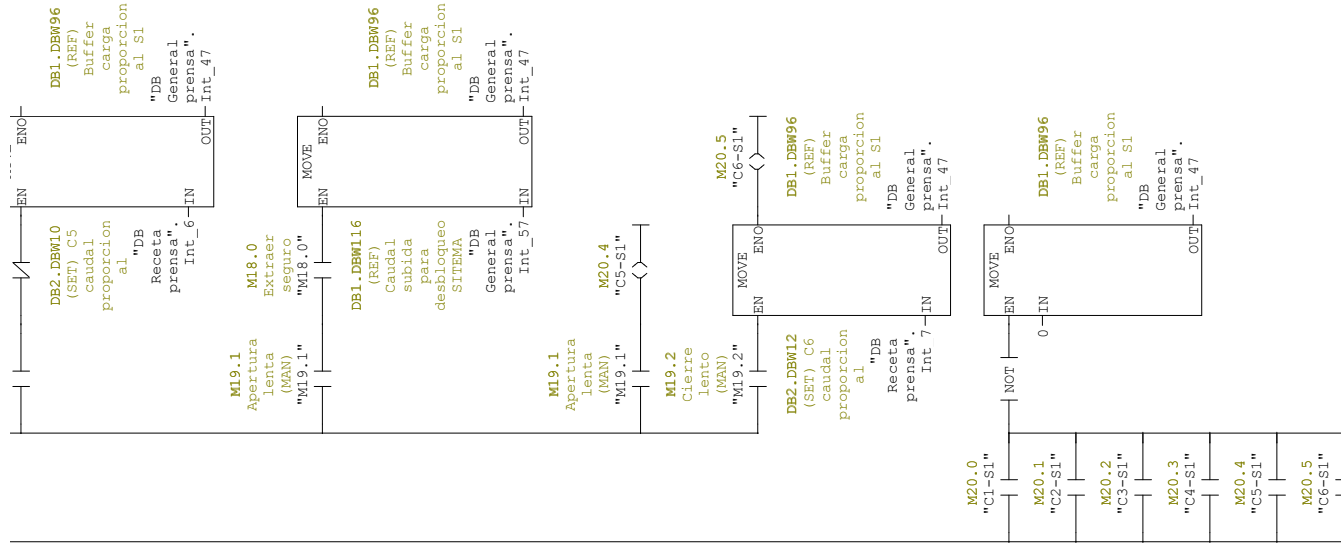 EN
ENO
DB1.DBW96
(REF)
Buffer
carga
proporcion
al S1
"DB
General
prensa".
Int_47
OUT
DB2.DBW10
(SET) C5
caudal
proporcion
al
"DB
Receta
prensa".
Int_6
IN
M19.1
Apertura
lenta
(MAN)
"M19.1"
M18.0
Extraer
seguro
"M18.0"
MOVE
EN
ENO
DB1.DBW96
(REF)
Buffer
carga
proporcion
al S1
"DB
General
prensa".
Int_47
OUT
DB1.DBW116
(REF)
Caudal
subida
para
desbloqueo
SITEMA
"DB
General
prensa".
Int_57
IN
M19.1
Apertura
lenta
(MAN)
"M19.1"
M20.4
"C5-S1"
M19.2
Cierre
lento
(MAN)
"M19.2"
MOVE
EN
ENO
M20.5
"C6-S1"
DB1.DBW96
(REF)
Buffer
carga
proporcion
al S1
"DB
General
prensa".
Int_47
OUT
DB2.DBW12
(SET) C6
caudal
proporcion
al
"DB
Receta
prensa".
Int_7
IN
M20.0
"C1-S1"
NOT
MOVE
EN
ENO
0
IN
DB1.DBW96
(REF)
Buffer
carga
proporcion
al S1
"DB
General
prensa".
Int_47
OUT
M20.1
"C2-S1"
M20.2
"C3-S1"
M20.3
"C4-S1"
M20.4
"C5-S1"
M20.5
"C6-S1"